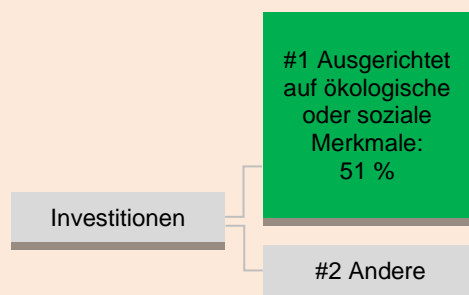 #1 Ausgerichtet
auf ökologische
oder soziale
Merkmale:
51 %
Investitionen
#2 Andere